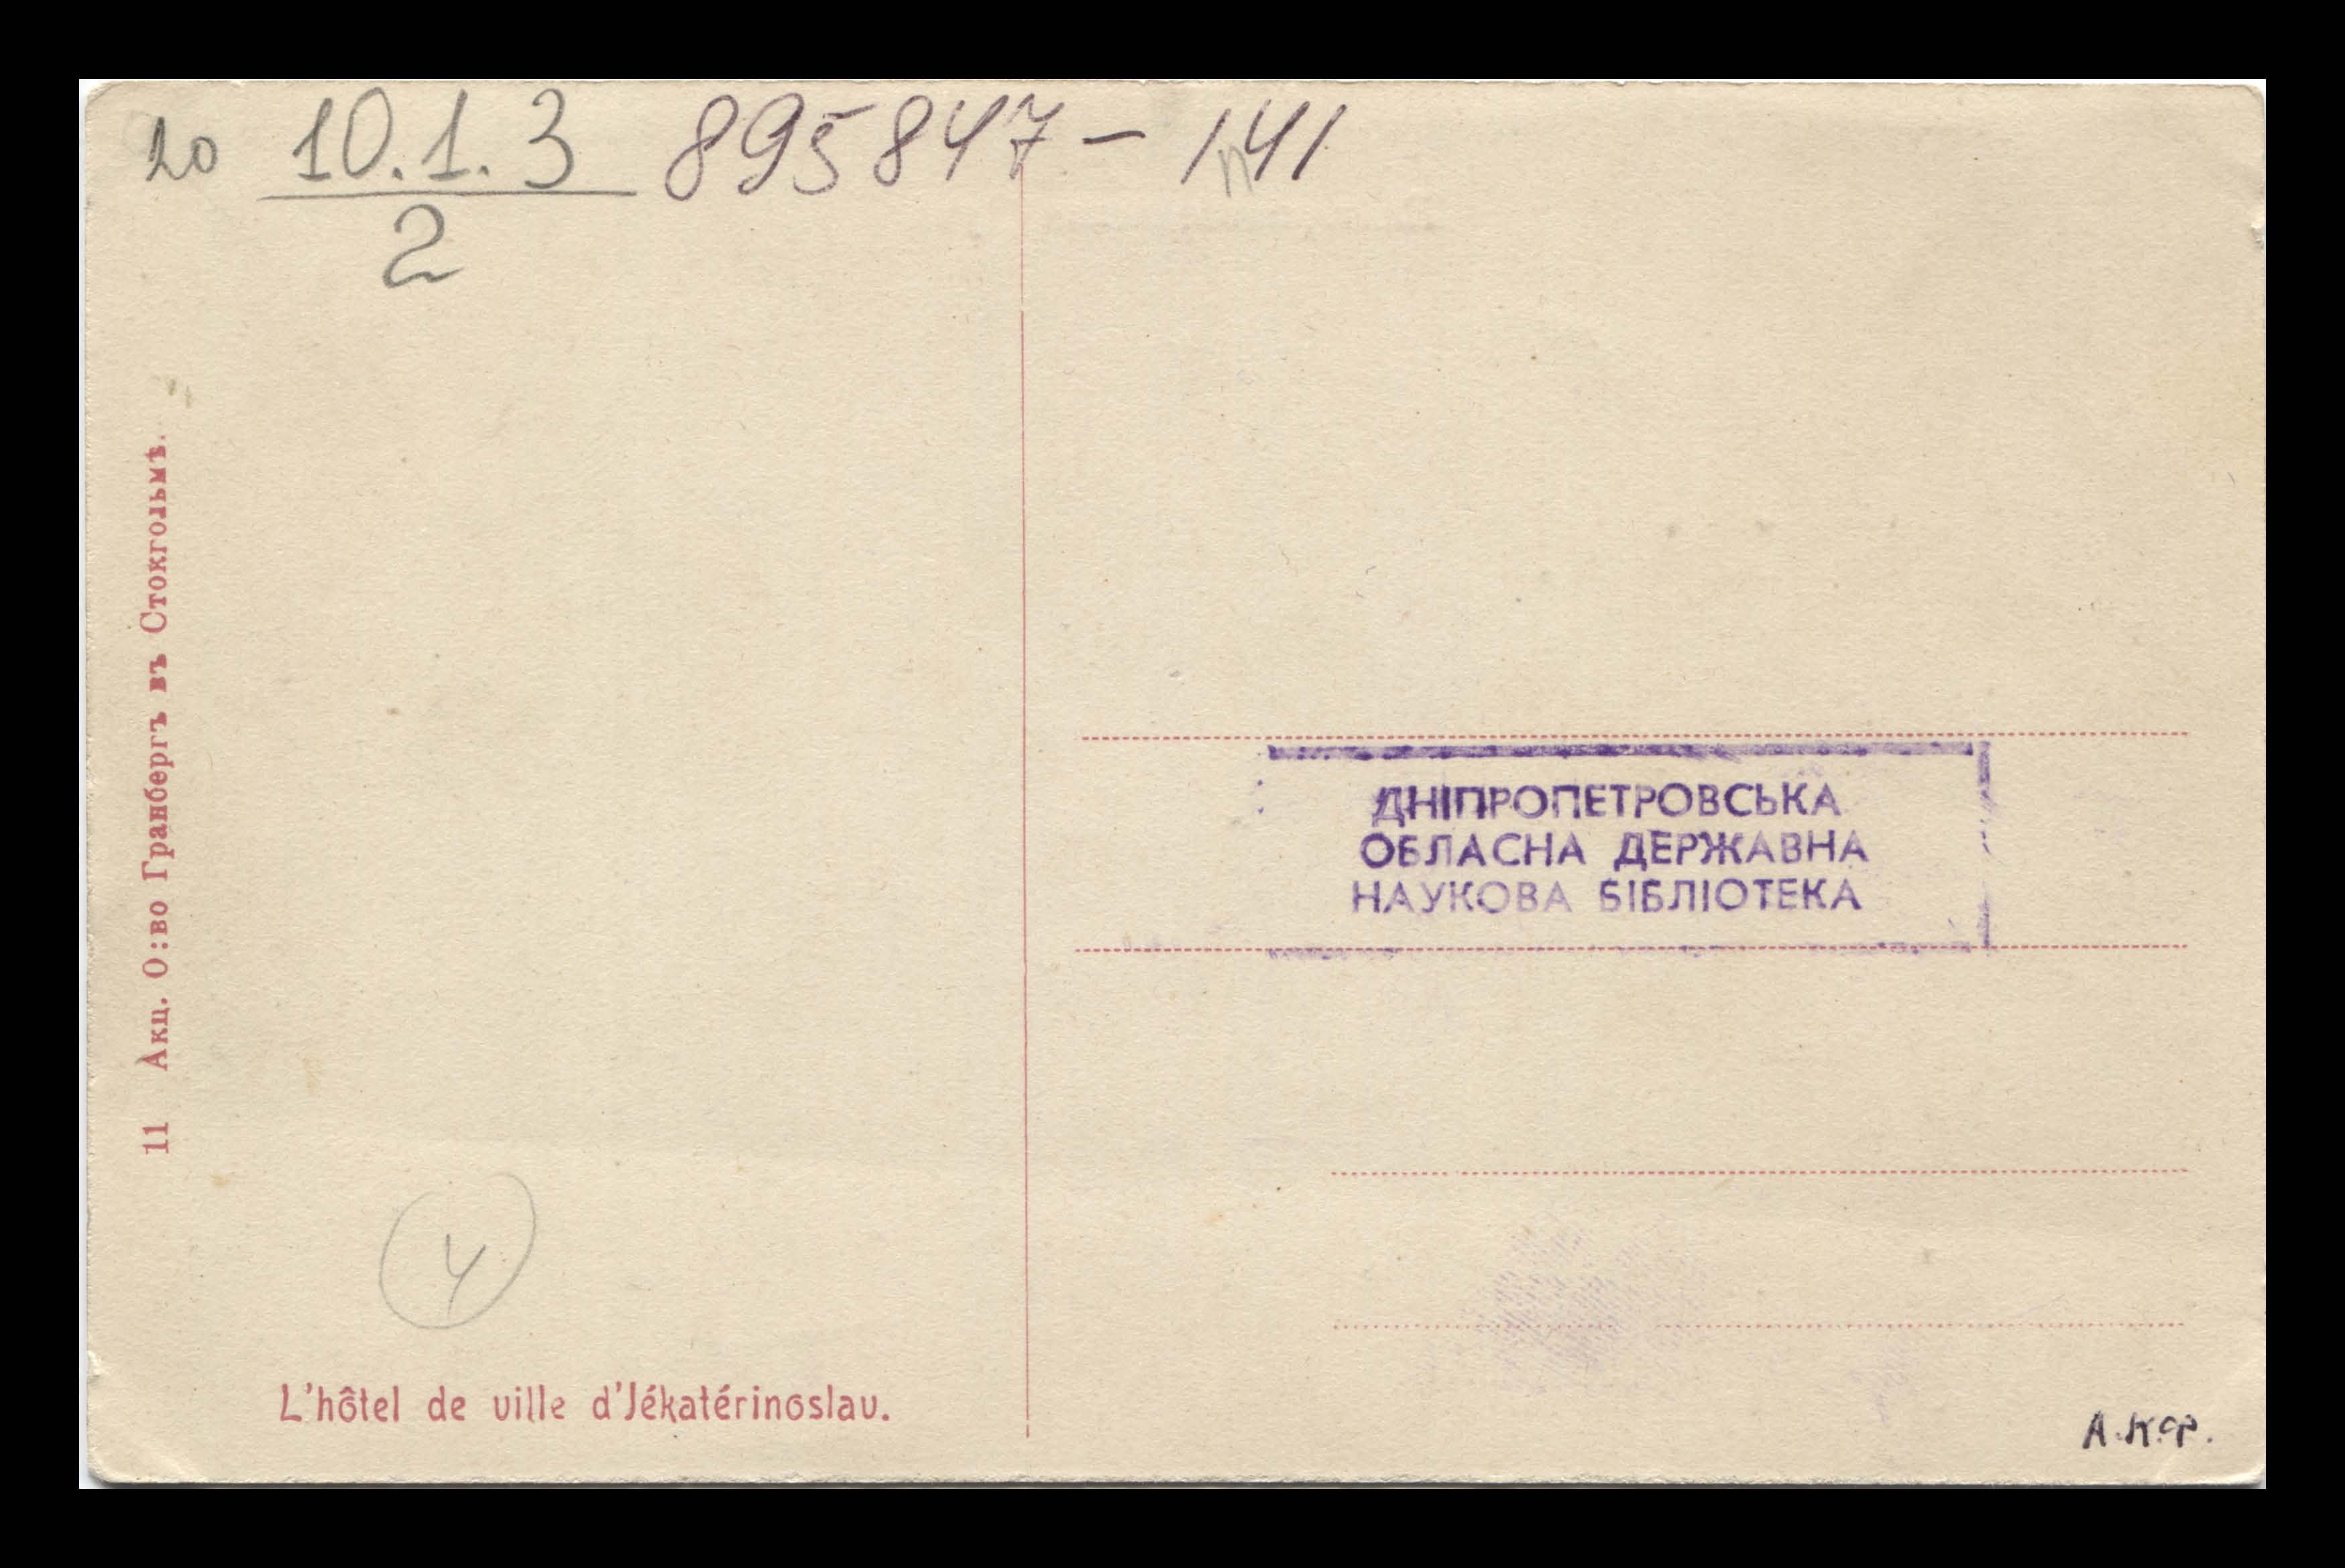 20 10.1.3 895847 - 141
2
11 Акц. О:во Гранбергъ въ Стокгольмѣ.
ДНІПРОПЕТРОВСЬКА
ОБЛАСНА ДЕРЖАВНА
НАУКОВА БІБЛІОТЕКА
4
L'hôtel de ville d'Jékatérinoslav.